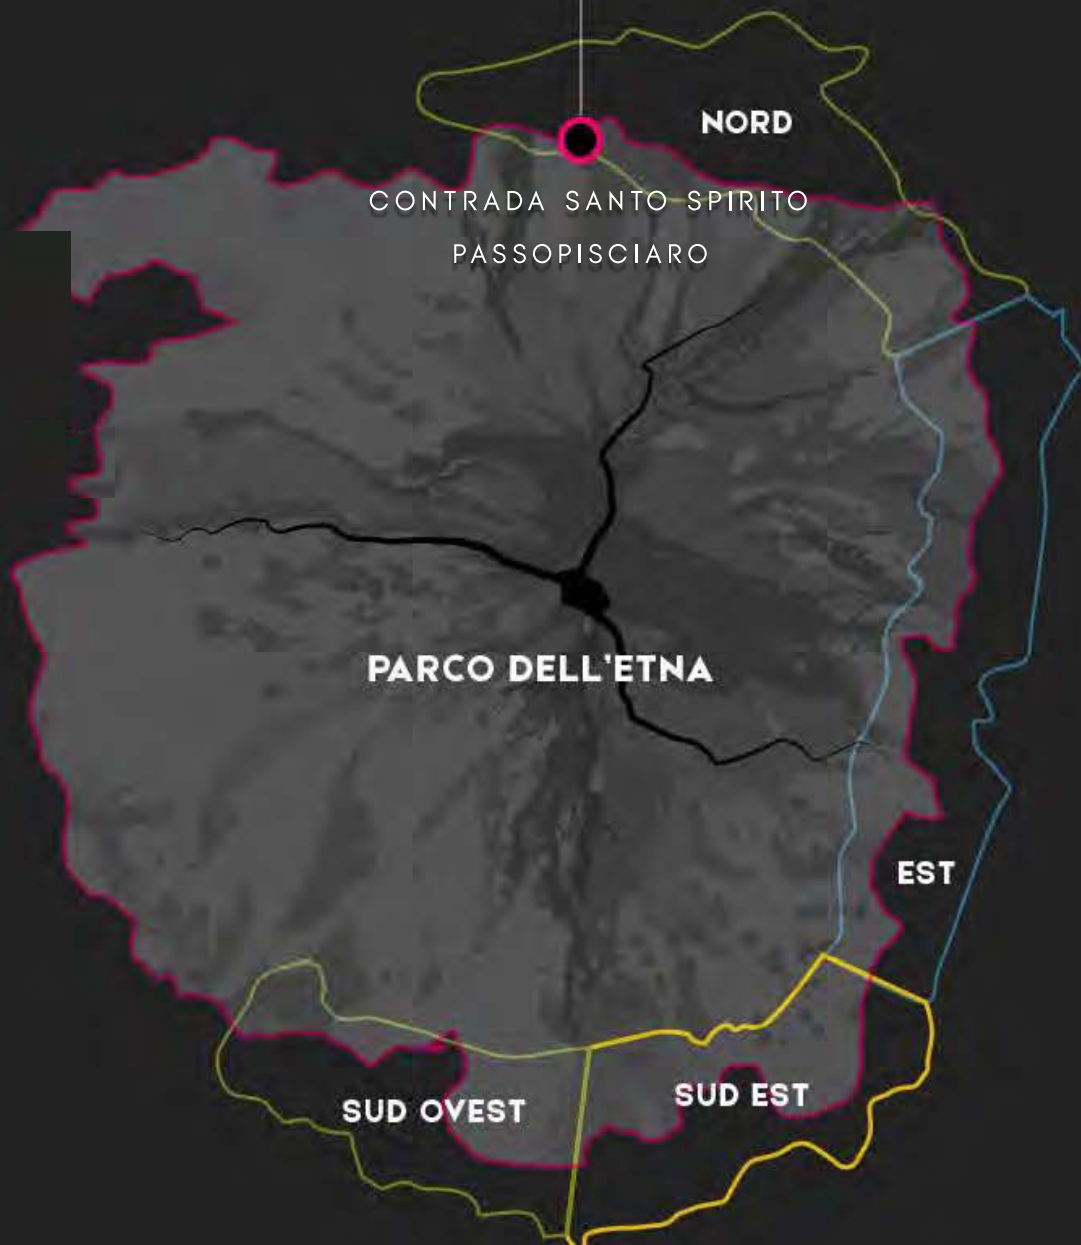 NORD
CONTRADA SANTO SPIRITO
PASSOPISCIARO
PARCO DELL'ETNA
EST
SUD EST
SUD OVEST